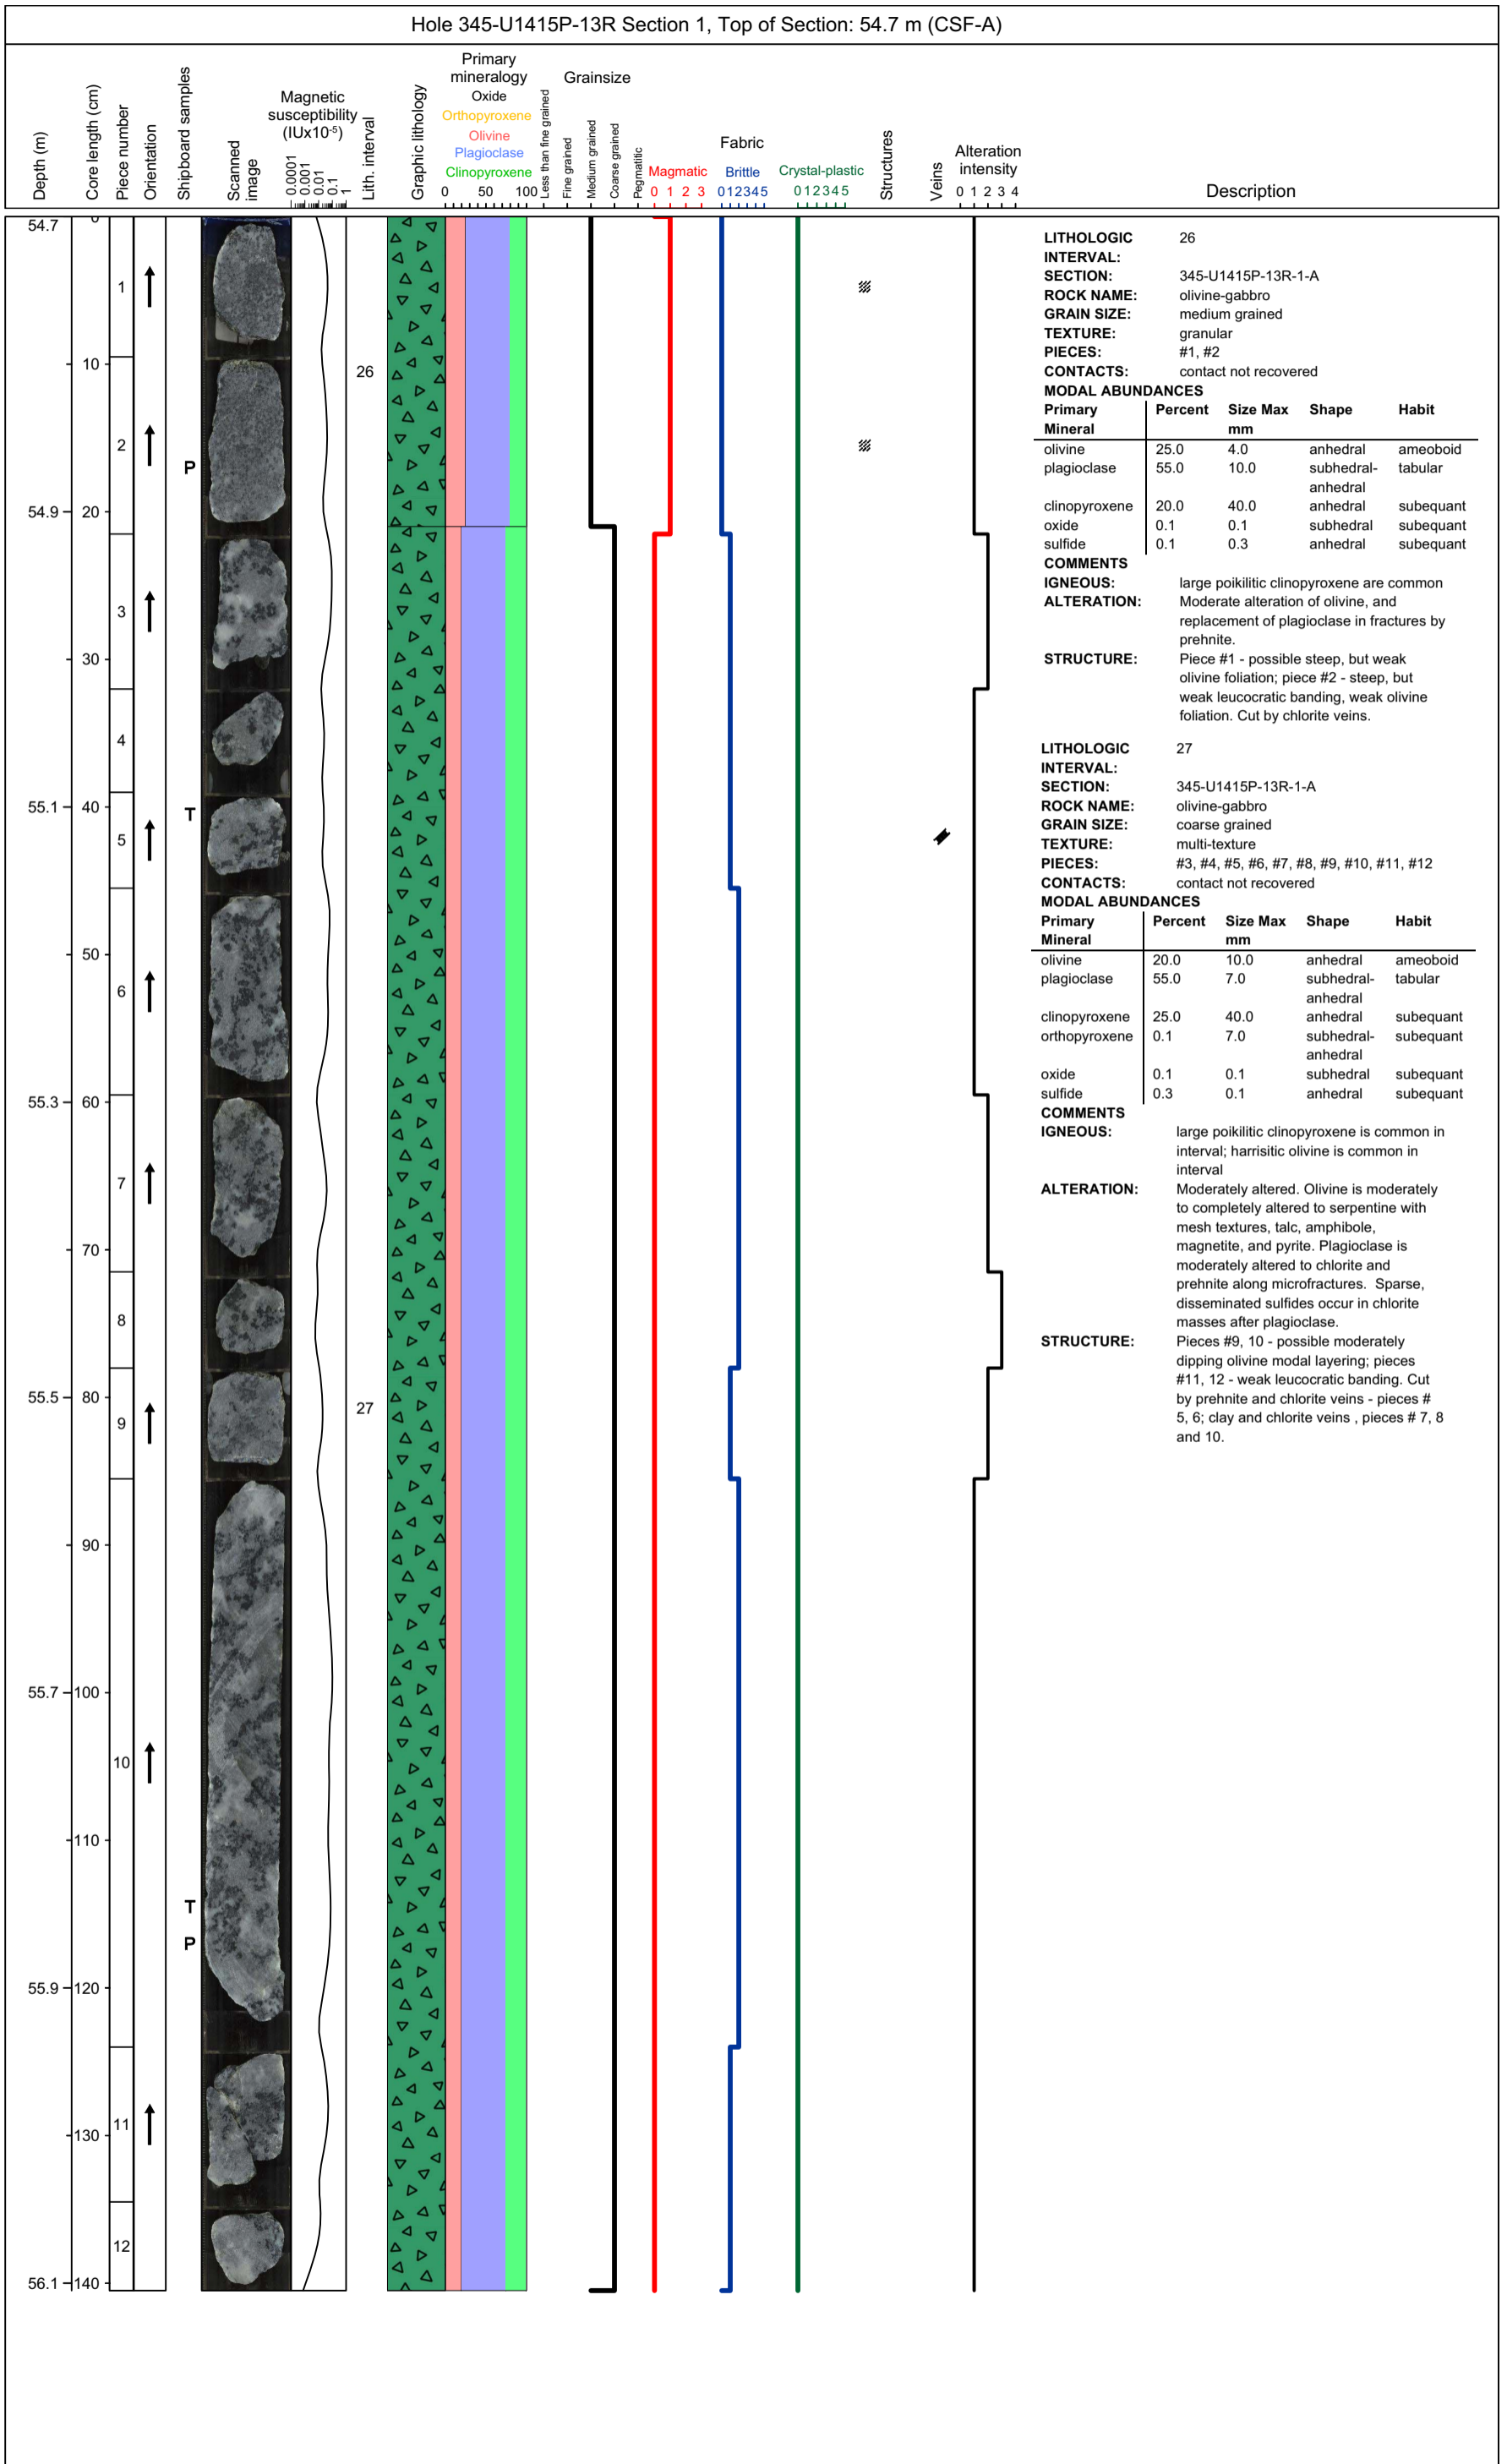 Hole 345-U1415P-13R Section 1, Top of Section: 54.7 m (CSF-A)
Depth (m)
Core length (cm)
Piece number
Orientation
Shipboard samples
Scanned
image
Magnetic
susceptibility
(IUx10-5)
0.0001
0.001
0.01
0.1
1
Lith. interval
Graphic lithology
Primary
mineralogy
Oxide
Orthopyroxene
Olivine
Plagioclase
Clinopyroxene
0 50 100
Grainsize
Less than fine grained
Fine grained
Medium grained
Coarse grained
Pegmatitic
Fabric
Magmatic
0 1 2 3
Brittle
0 1 2 3 4 5
Crystal-plastic
0 1 2 3 4 5
Structures
Veins
Alteration
intensity
0 1 2 3 4
Description
54.7
54.9
55.1
55.3
55.5
55.7
55.9
56.1
0
10
20
30
40
50
60
70
80
90
100
110
120
130
140
1
2
3
4
5
6
7
8
9
10
11
12
P
T
T
P
26
27
LITHOLOGIC 26
INTERVAL:
SECTION: 345-U1415P-13R-1-A
ROCK NAME: olivine-gabbro
GRAIN SIZE: medium grained
TEXTURE: granular
PIECES: #1, #2
CONTACTS: contact not recovered
MODAL ABUNDANCES
Primary Percent Size Max Shape Habit
Mineral mm
olivine 25.0 4.0 anhedral ameoboid
plagioclase 55.0 10.0 subhedral- tabular
anhedral
clinopyroxene 20.0 40.0 anhedral subequant
oxide 0.1 0.1 subhedral subequant
sulfide 0.1 0.3 anhedral subequant
COMMENTS
IGNEOUS: large poikilitic clinopyroxene are common
ALTERATION: Moderate alteration of olivine, and
replacement of plagioclase in fractures by
prehnite.
STRUCTURE: Piece #1 - possible steep, but weak
olivine foliation; piece #2 - steep, but
weak leucocratic banding, weak olivine
foliation. Cut by chlorite veins.
LITHOLOGIC 27
INTERVAL:
SECTION: 345-U1415P-13R-1-A
ROCK NAME: olivine-gabbro
GRAIN SIZE: coarse grained
TEXTURE: multi-texture
PIECES: #3, #4, #5, #6, #7, #8, #9, #10, #11, #12
CONTACTS: contact not recovered
MODAL ABUNDANCES
Primary Percent Size Max Shape Habit
Mineral mm
olivine 20.0 10.0 anhedral ameoboid
plagioclase 55.0 7.0 subhedral- tabular
anhedral
clinopyroxene 25.0 40.0 anhedral subequant
orthopyroxene 0.1 7.0 subhedral- subequant
anhedral
oxide 0.1 0.1 subhedral subequant
sulfide 0.3 0.1 anhedral subequant
COMMENTS
IGNEOUS: large poikilitic clinopyroxene is common in
interval; harrisitic olivine is common in
interval
ALTERATION: Moderately altered. Olivine is moderately
to completely altered to serpentine with
mesh textures, talc, amphibole,
magnetite, and pyrite. Plagioclase is
moderately altered to chlorite and
prehnite along microfractures. Sparse,
disseminated sulfides occur in chlorite
masses after plagioclase.
STRUCTURE: Pieces #9, 10 - possible moderately
dipping olivine modal layering; pieces
#11, 12 - weak leucocratic banding. Cut
by prehnite and chlorite veins - pieces #
5, 6; clay and chlorite veins , pieces # 7, 8
and 10.